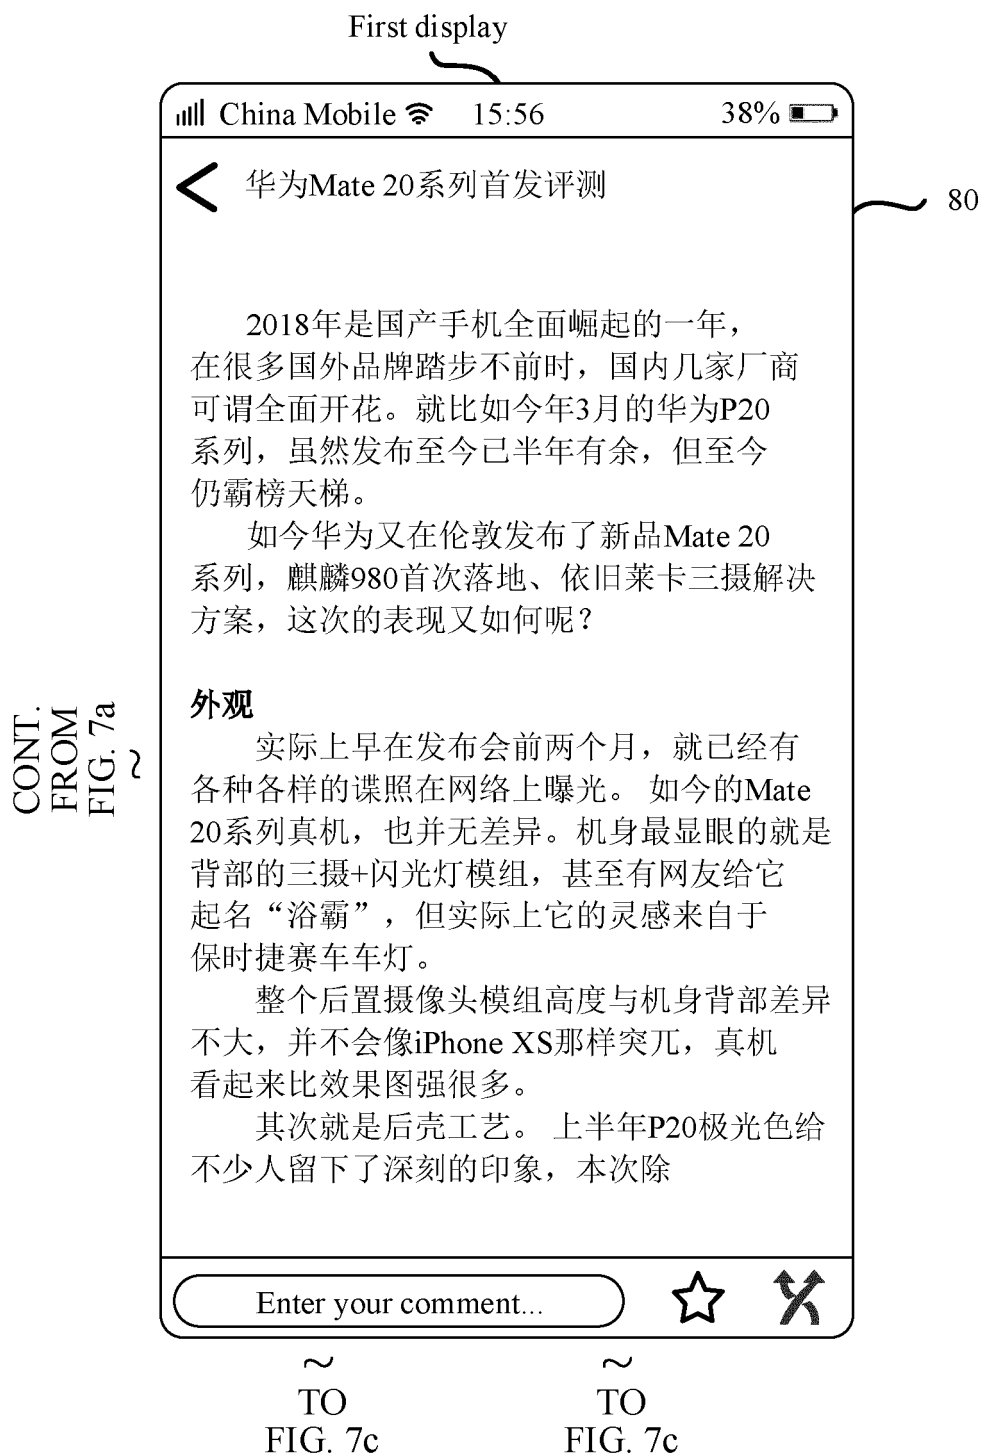 First display
China Mobile 15:56 38%
华为Mate 20系列首发评测
80
2018年是国产手机全面崛起的一年，
在很多国外品牌踏步不前时，国内几家厂商
可谓全面开花。就比如今年3月的华为P20
系列，虽然发布至今已半年有余，但至今
仍霸榜天梯。
如今华为又在伦敦发布了新品Mate 20
系列，麒麟980首次落地、依旧莱卡三摄解决
方案，这次的表现又如何呢？
外观
实际上早在发布会前两个月，就已经有
各种各样的谍照在网络上曝光。 如今的Mate
20系列真机，也并无差异。机身最显眼的就是
背部的三摄+闪光灯模组，甚至有网友给它
起名“浴霸”，但实际上它的灵感来自于
保时捷赛车车灯。
整个后置摄像头模组高度与机身背部差异
不大，并不会像iPhone XS那样突兀，真机
看起来比效果图强很多。
其次就是后壳工艺。 上半年P20极光色给
不少人留下了深刻的印象，本次除
Enter your comment...
CONT.
FROM
FIG. 7a
TO
FIG. 7c
TO
FIG. 7c